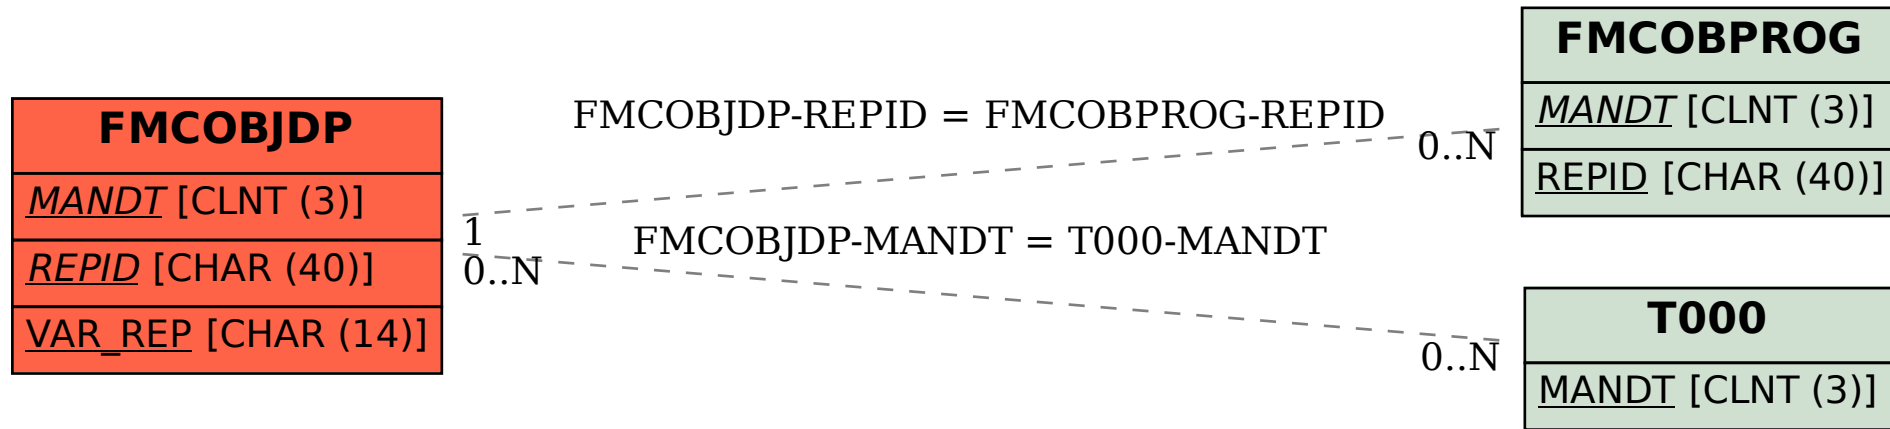 FMCOBJDP
MANDT [CLNT (3)]
REPID [CHAR (40)]
VAR_REP [CHAR (14)]
FMCOBJDP-REPID = FMCOBPROG-REPID
1
0..N
FMCOBJDP-MANDT = T000-MANDT
0..N
0..N
FMCOBPROG
MANDT [CLNT (3)]
REPID [CHAR (40)]
T000
MANDT [CLNT (3)]